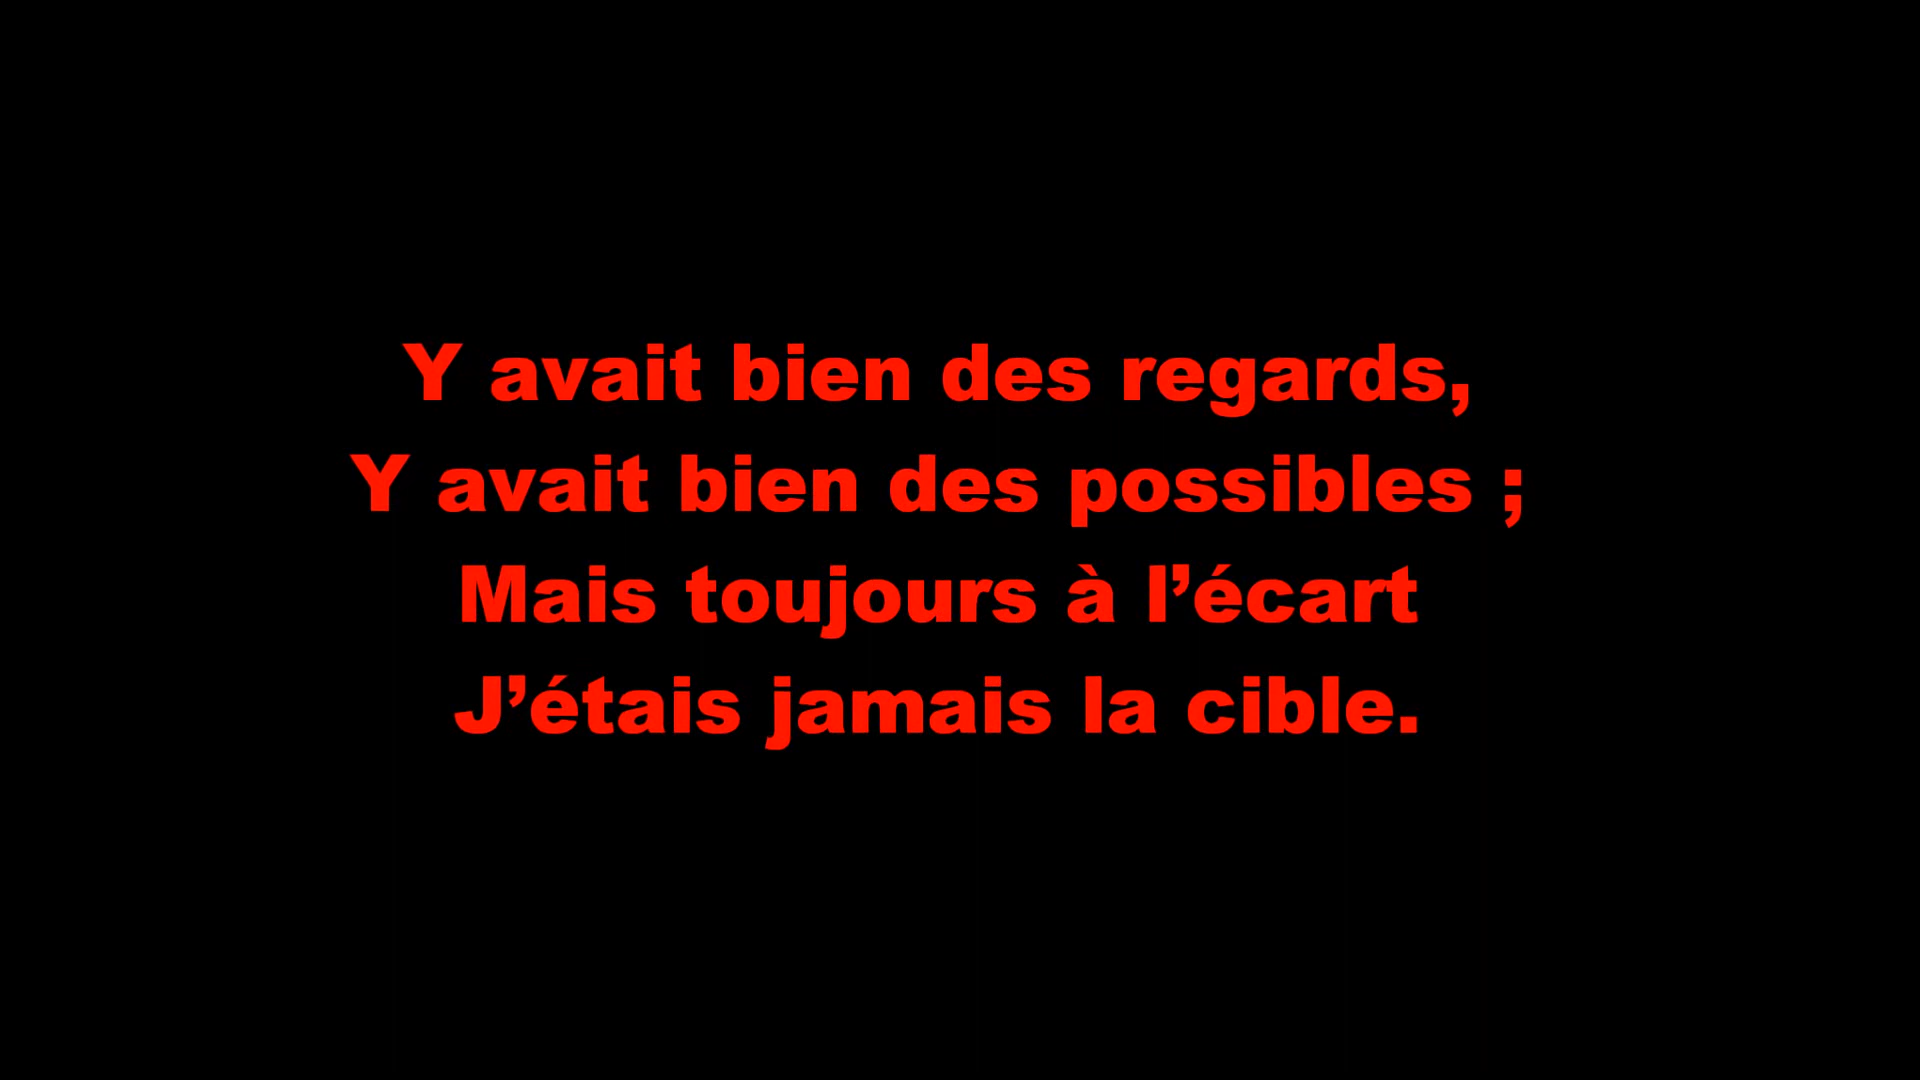 Y avait bien des regards,
Y avait bien des possibles ;
Mais toujours à l’écart
J’étais jamais la cible.